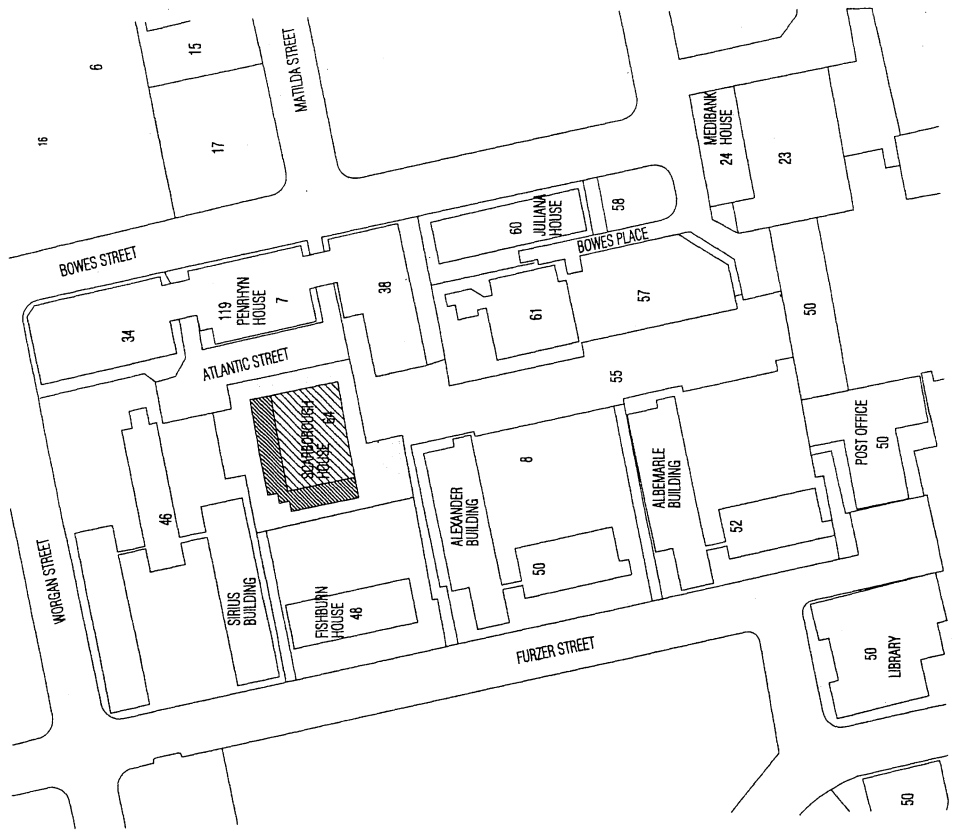 6
16
15
17
MATILDA STREET
BOWES STREET
34
119
PENRHYN
HOUSE
7
38
ATLANTIC STREET
60
JULIANA
HOUSE
58
BOWES PLACE
61
57
MEDIBANK
HOUSE
24
23
50
55
SCARBOROUGH
HOUSE
64
46
SIRIUS
BUILDING
WORGAN STREET
FISHBURN
HOUSE
48
ALEXANDER
BUILDING
8
50
ALBEMARLE
BUILDING
52
POST OFFICE
50
FURZER STREET
50
LIBRARY
50